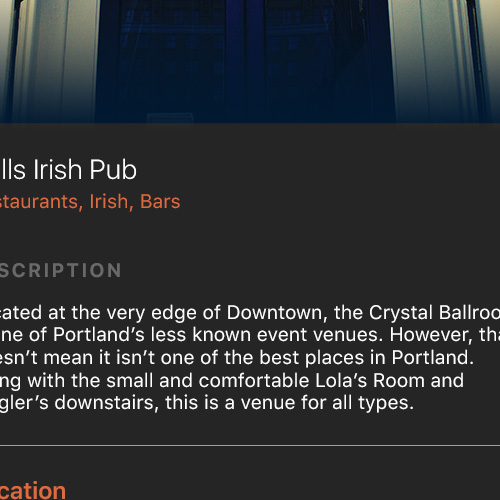 lls Irish Pub
staurants, Irish, Bars
SCRIPTION
cated at the very edge of Downtown, the Crystal Ballroo
ne of Portland’s less known event venues. However, tha
esn’t mean it isn’t one of the best places in Portland.
ng with the small and comfortable Lola’s Room and
gler’s downstairs, this is a venue for all types.
cation